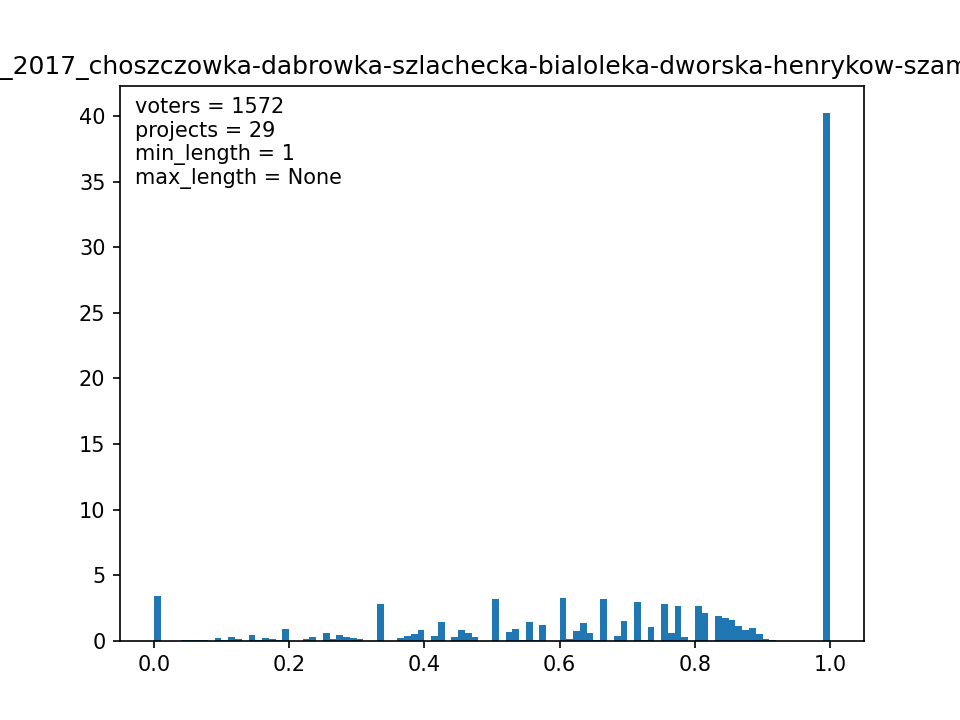 _2017_choszczowka-dabrowka-szlachecka-bialoleka-dworska-henrykow-szam
voters = 1572
projects = 29
min_length = 1
max_length = None
40
35
30
25
20
15
10
5
0
0.0 0.2 0.4 0.6 0.8 1.0